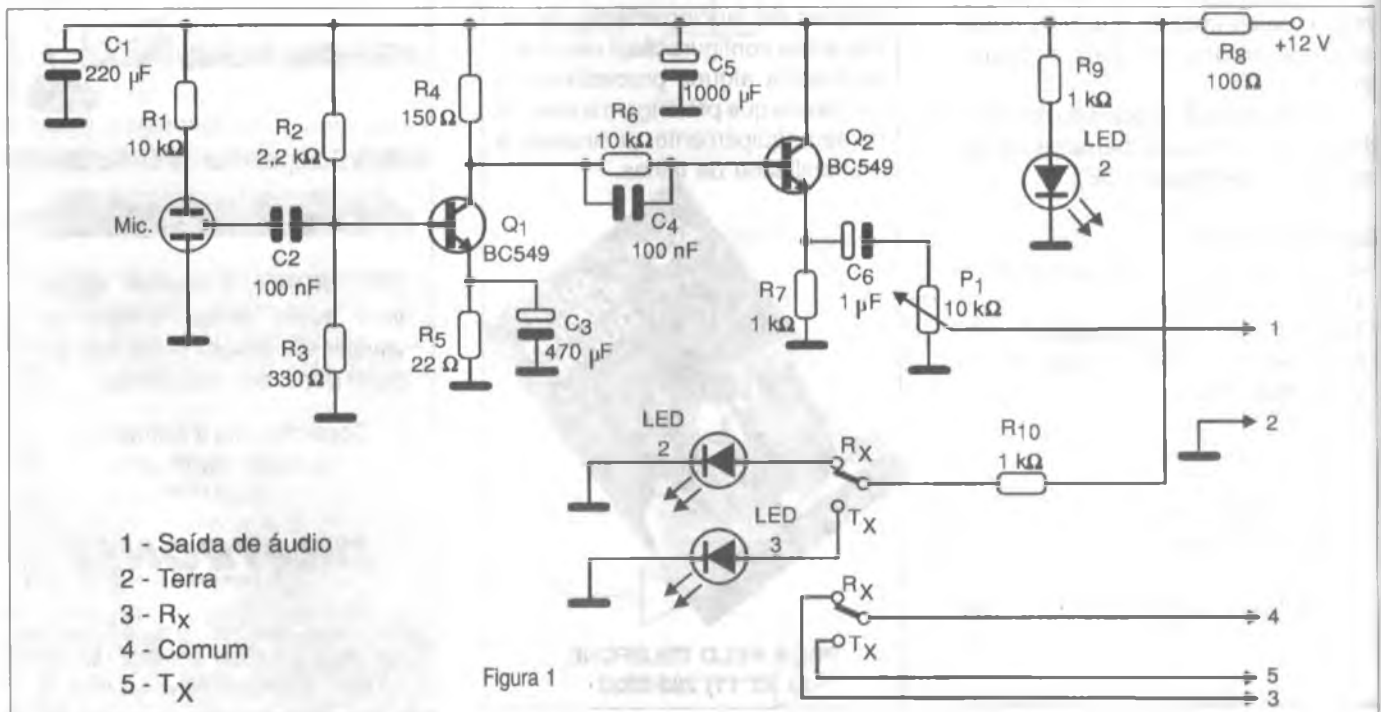 C1
220 µF
R1
10 kΩ
Mic.
C2
100 nF
R2
2,2 kΩ
R3
330 Ω
R4
150 Ω
Q1
BC549
R5
22 Ω
C3
470 µF
C5
1000 µF
R6
10 kΩ
C4
100 nF
Q2
BC549
R7
1 kΩ
C6
1 µF
P1
10 kΩ
R9
1 kΩ
LED
2
R8
100 Ω
+12 V
1
2
LED
2
RX
R10
1 kΩ
TX
LED
3
RX
TX
4
5
3
1 - Saída de áudio
2 - Terra
3 - RX
4 - Comum
5 - TX
Figura 1